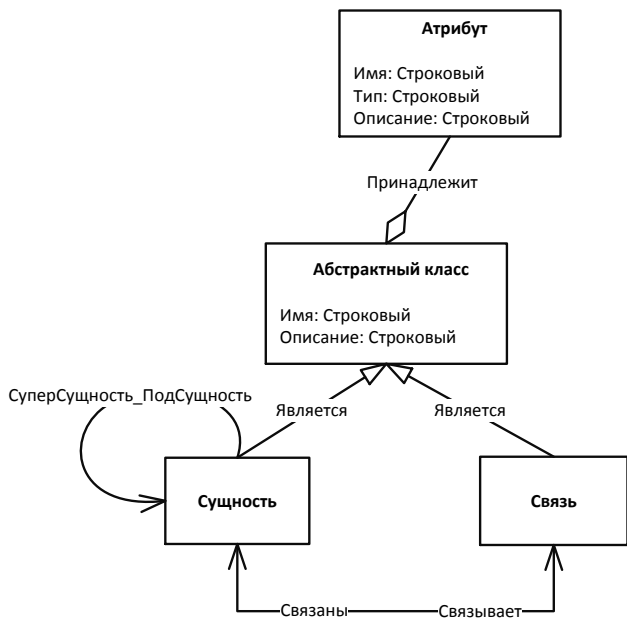 Атрибут
Имя: Строковый
Тип: Строковый
Описание: Строковый
Принадлежит
Абстрактный класс
Имя: Строковый
Описание: Строковый
СуперСущность_ПодСущность
Является
Является
Сущность
Связь
Связаны
Связывает